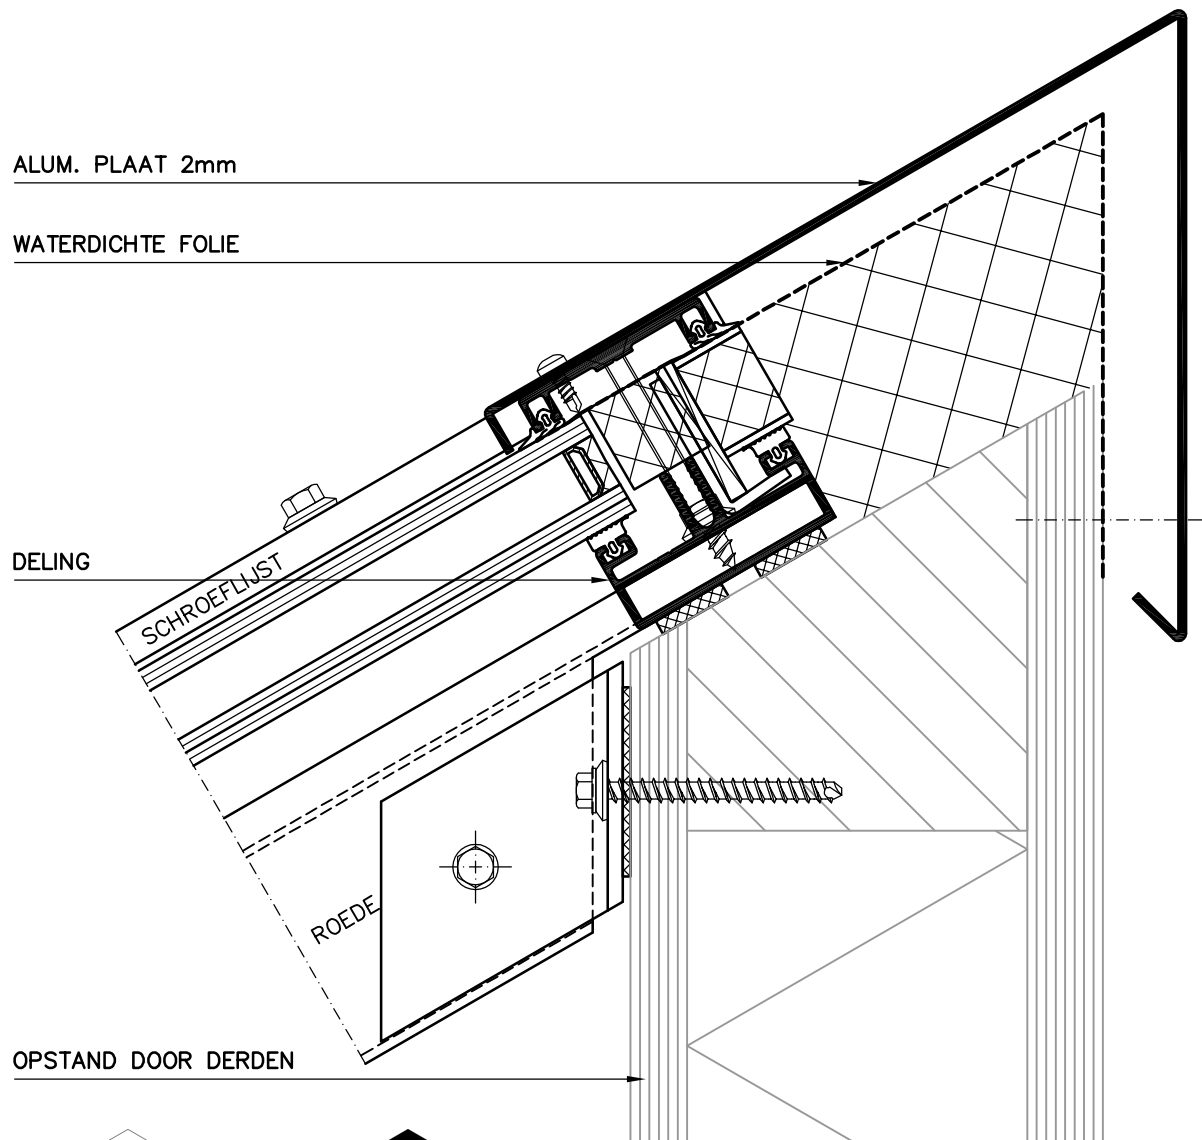 ALUM. PLAAT 2mm
WATERDICHTE FOLIE
DELING
SCHROEFLIJST
ROEDE
OPSTAND DOOR DERDEN